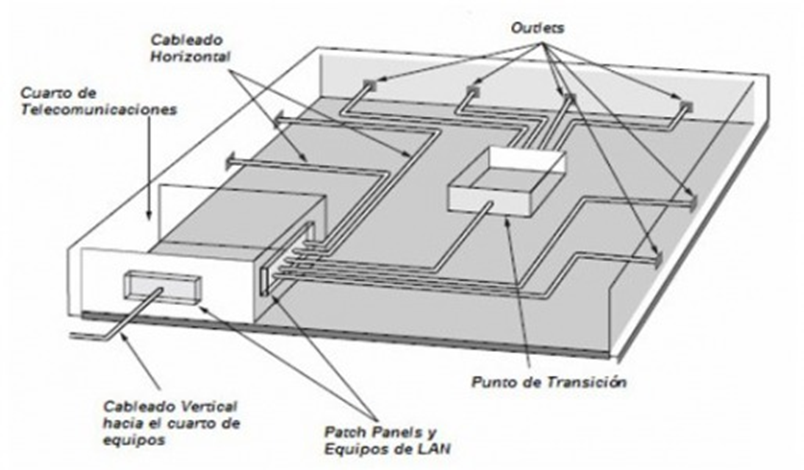 Outlets
Cableado
Horizontal
Cuarto de
Telecomunicaciones
Punto de Transición
Cableado Vertical
hacia el cuarto de
equipos
Patch Panels y
Equipos de LAN